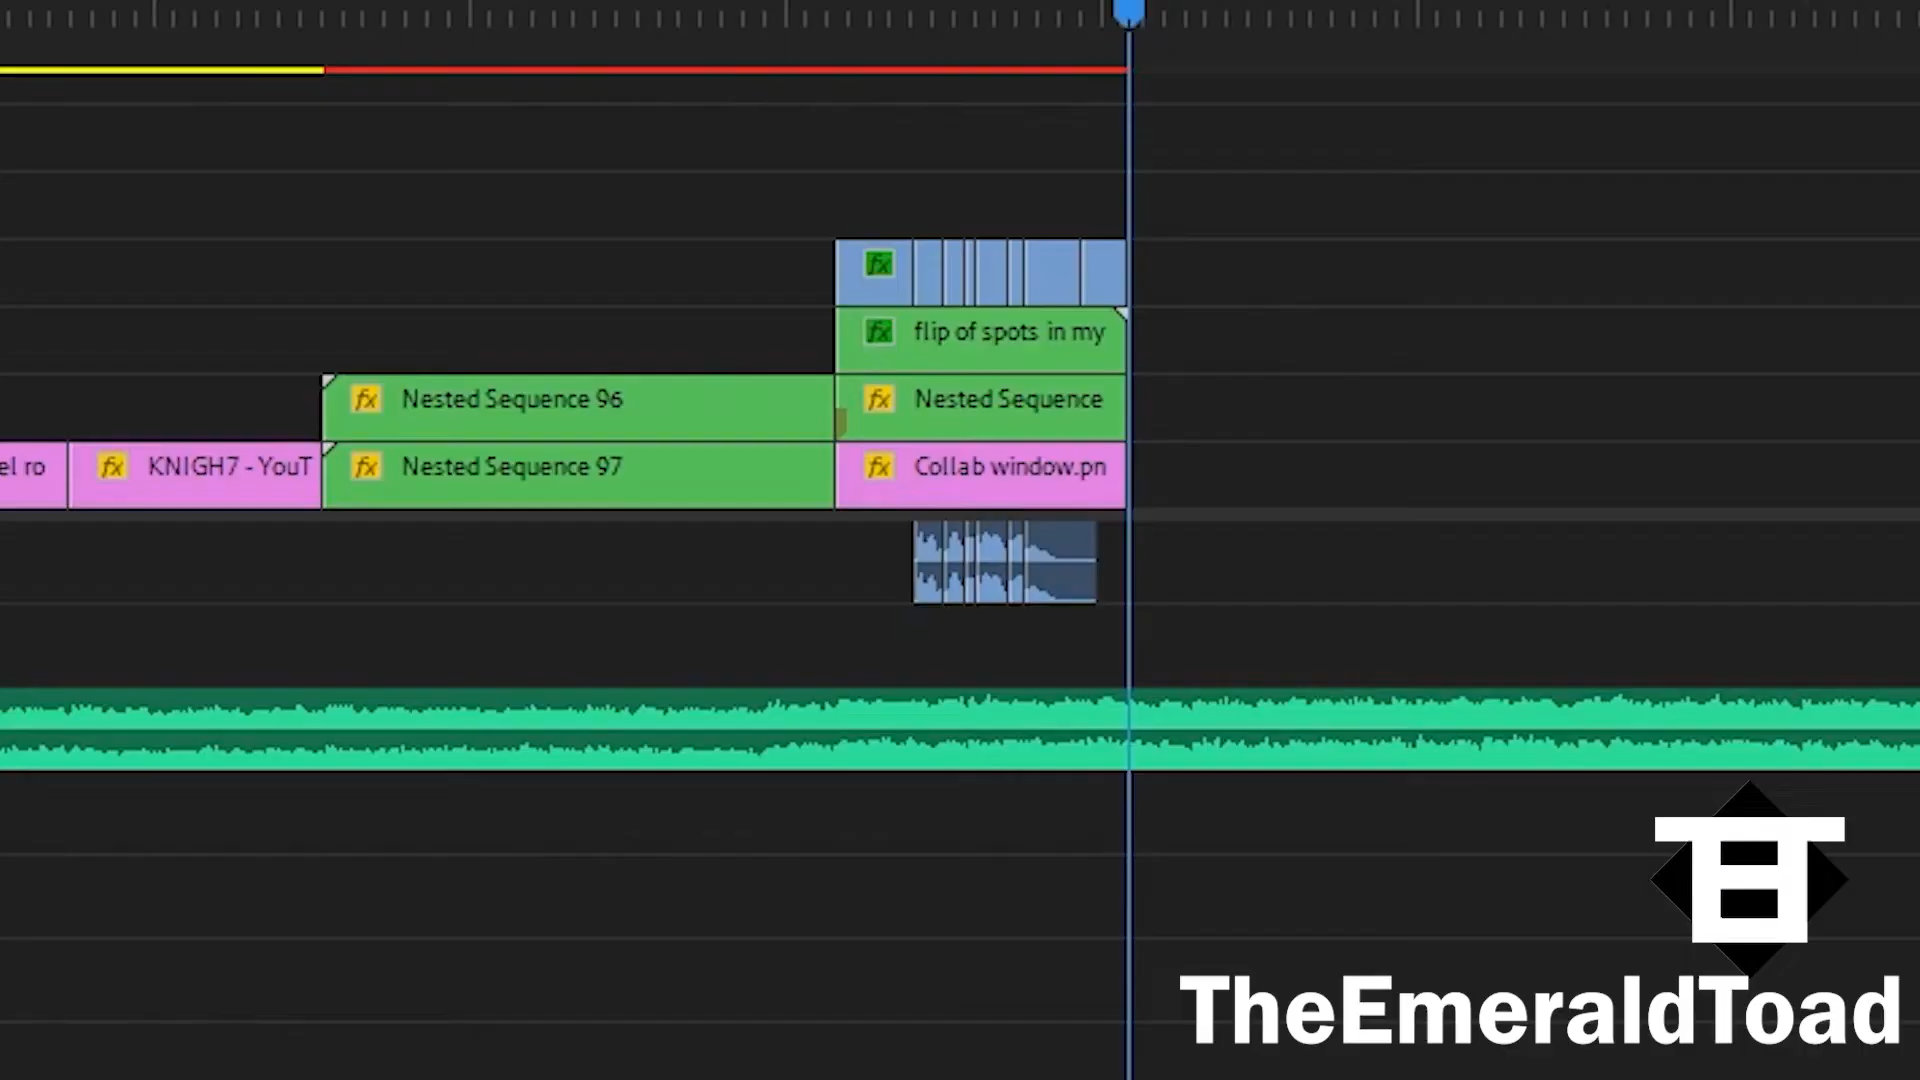 fx
fx flip of spots in my
fx Nested Sequence 96 fx Nested Sequence
el ro fx KNIGH7 - YouT fx Nested Sequence 97 fx Collab window.pn
TheEmeraldToad